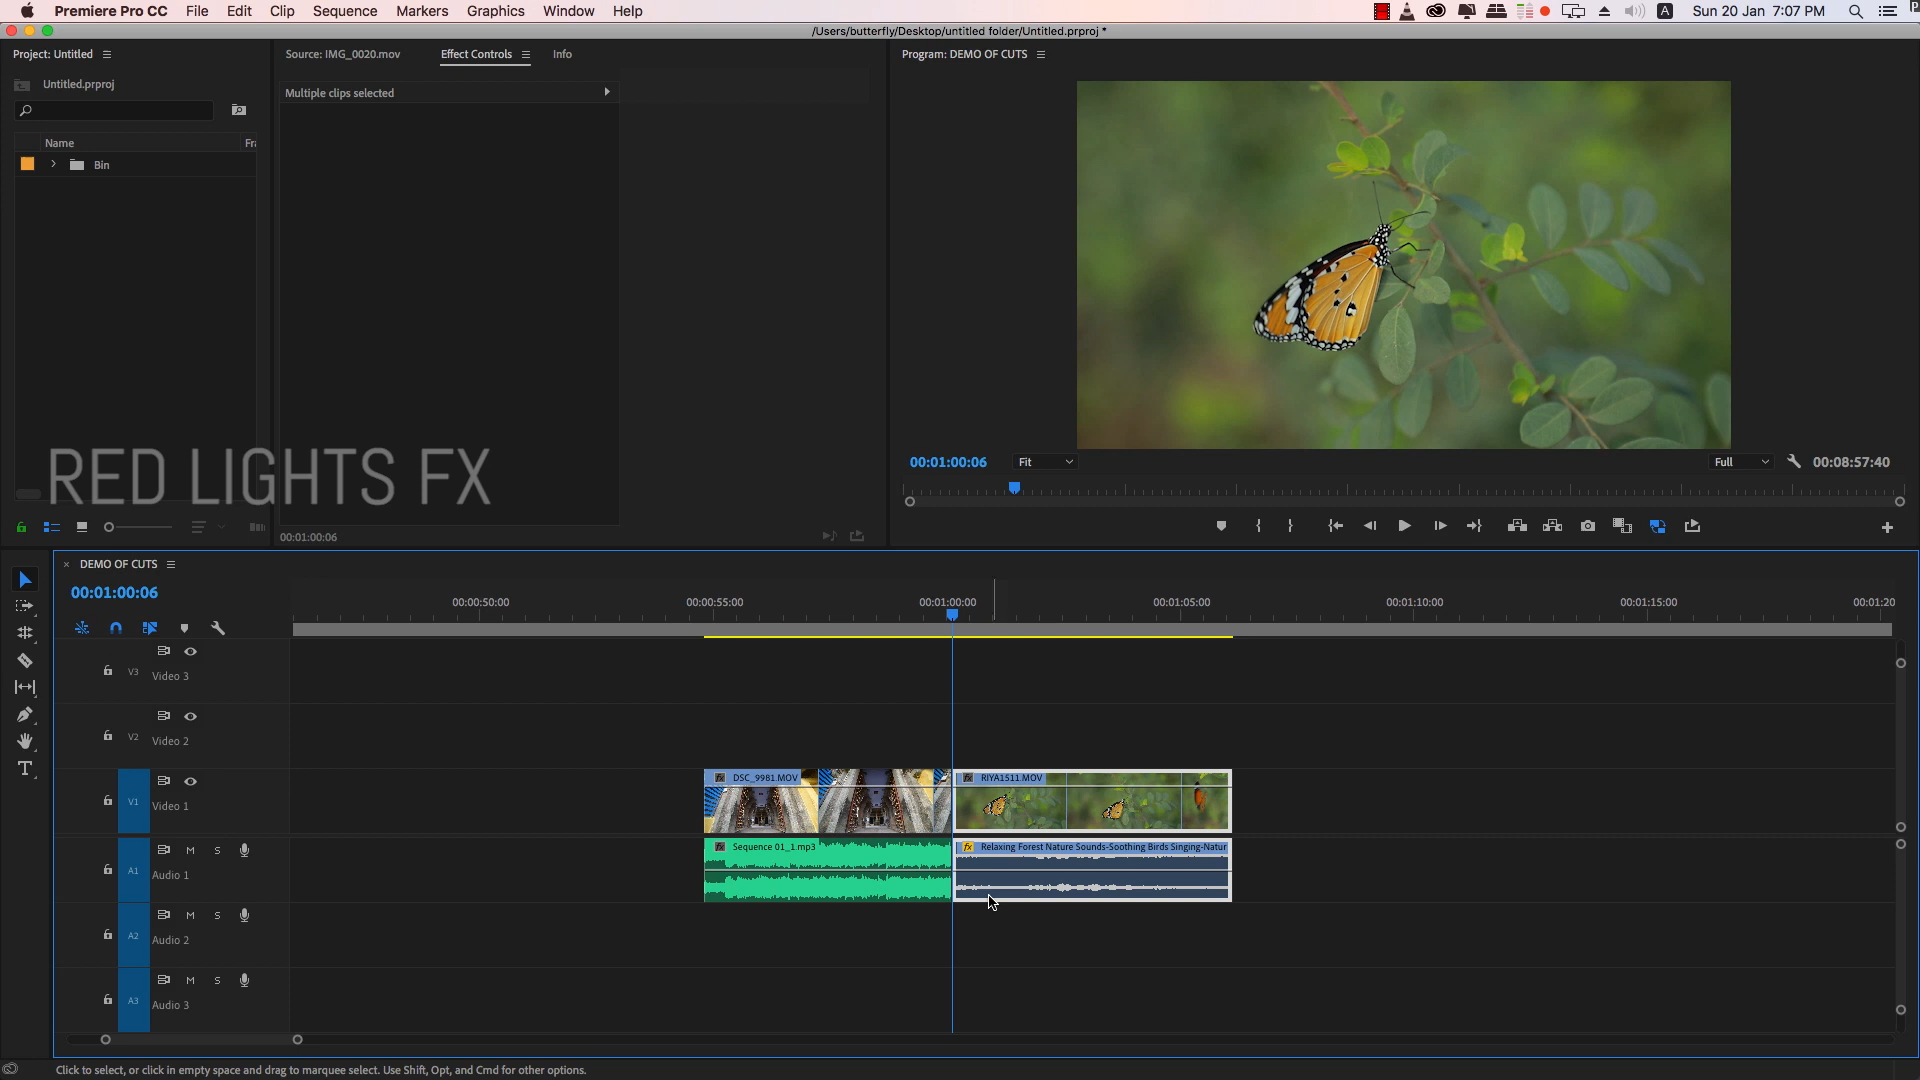 Premiere Pro CC File Edit Clip Sequence Markers Graphics Window Help
A Sun 20 Jan 7:07 PM
/Users/butterfly/Desktop/untitled folder/Untitled.prproj *
Project: Untitled
Source: IMG_0020.mov Effect Controls Info
Program: DEMO OF CUTS
Untitled.prproj
Multiple clips selected
Name
Bin
RED LIGHTS FX
00:01:00:06
00:01:00:06 Fit Full 00:08:57:40
DEMO OF CUTS
00:01:00:06
00:00:50:00 00:00:55:00 00:01:00:00 00:01:05:00 00:01:10:00 00:01:15:00 00:01:20
V3 Video 3
V2 Video 2
V1 Video 1
DSC_9981.MOV RIYA1511.MOV
A1 M S Audio 1
Sequence 01_1.mp3 Relaxing Forest Nature Sounds-Soothing Birds Singing-Natur
A2 M S Audio 2
A3 M S Audio 3
Click to select, or click in empty space and drag to marquee select. Use Shift, Opt, and Cmd for other options.